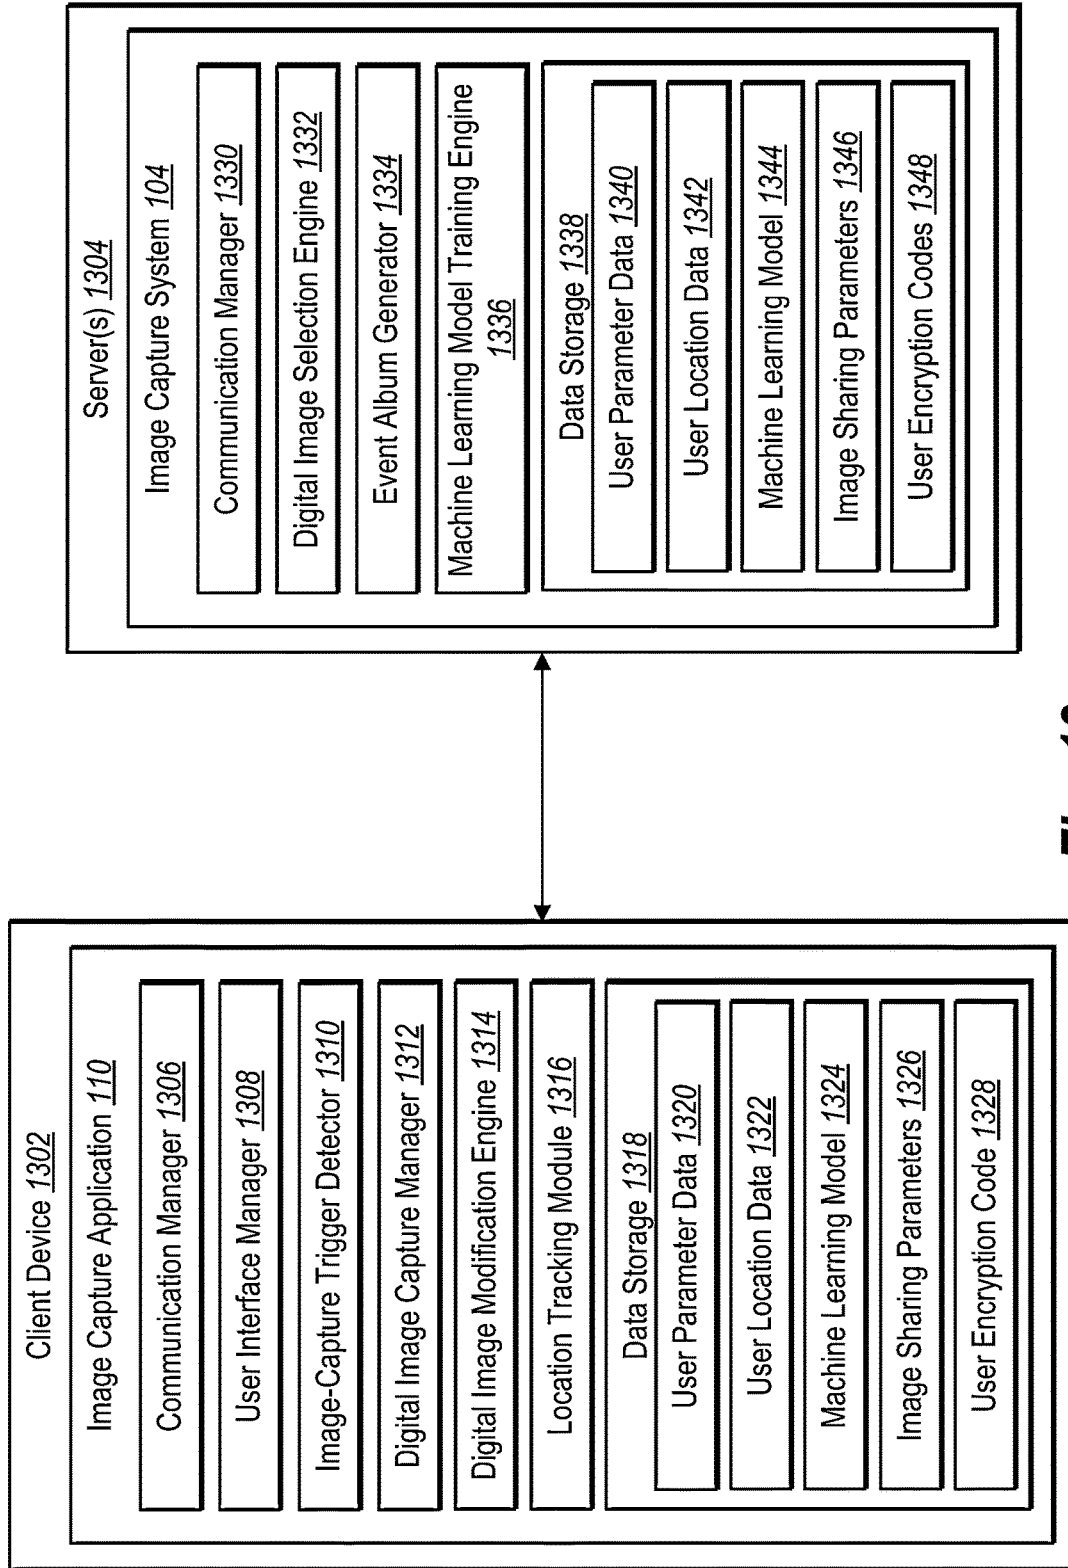 Client Device 1302
Image Capture Application 110
Communication Manager 1306
User Interface Manager 1308
Image-Capture Trigger Detector 1310
Digital Image Capture Manager 1312
Digital Image Modification Engine 1314
Location Tracking Module 1316
Data Storage 1318
User Parameter Data 1320
User Location Data 1322
Machine Learning Model 1324
Image Sharing Parameters 1326
User Encryption Code 1328
Server(s) 1304
Image Capture System 104
Communication Manager 1330
Digital Image Selection Engine 1332
Event Album Generator 1334
Machine Learning Model Training Engine
1336
Data Storage 1338
User Parameter Data 1340
User Location Data 1342
Machine Learning Model 1344
Image Sharing Parameters 1346
User Encryption Codes 1348